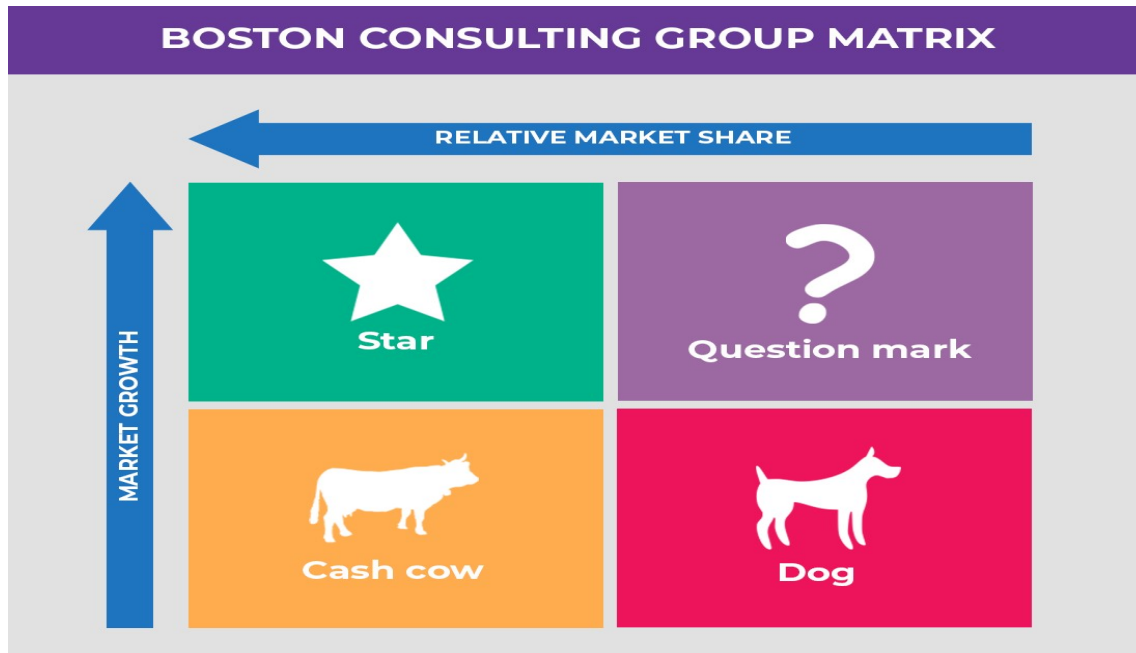 BOSTON CONSULTING GROUP MATRIX
RELATIVE MARKET SHARE
MARKET GROWTH
Star
Question mark
Cash cow
Dog